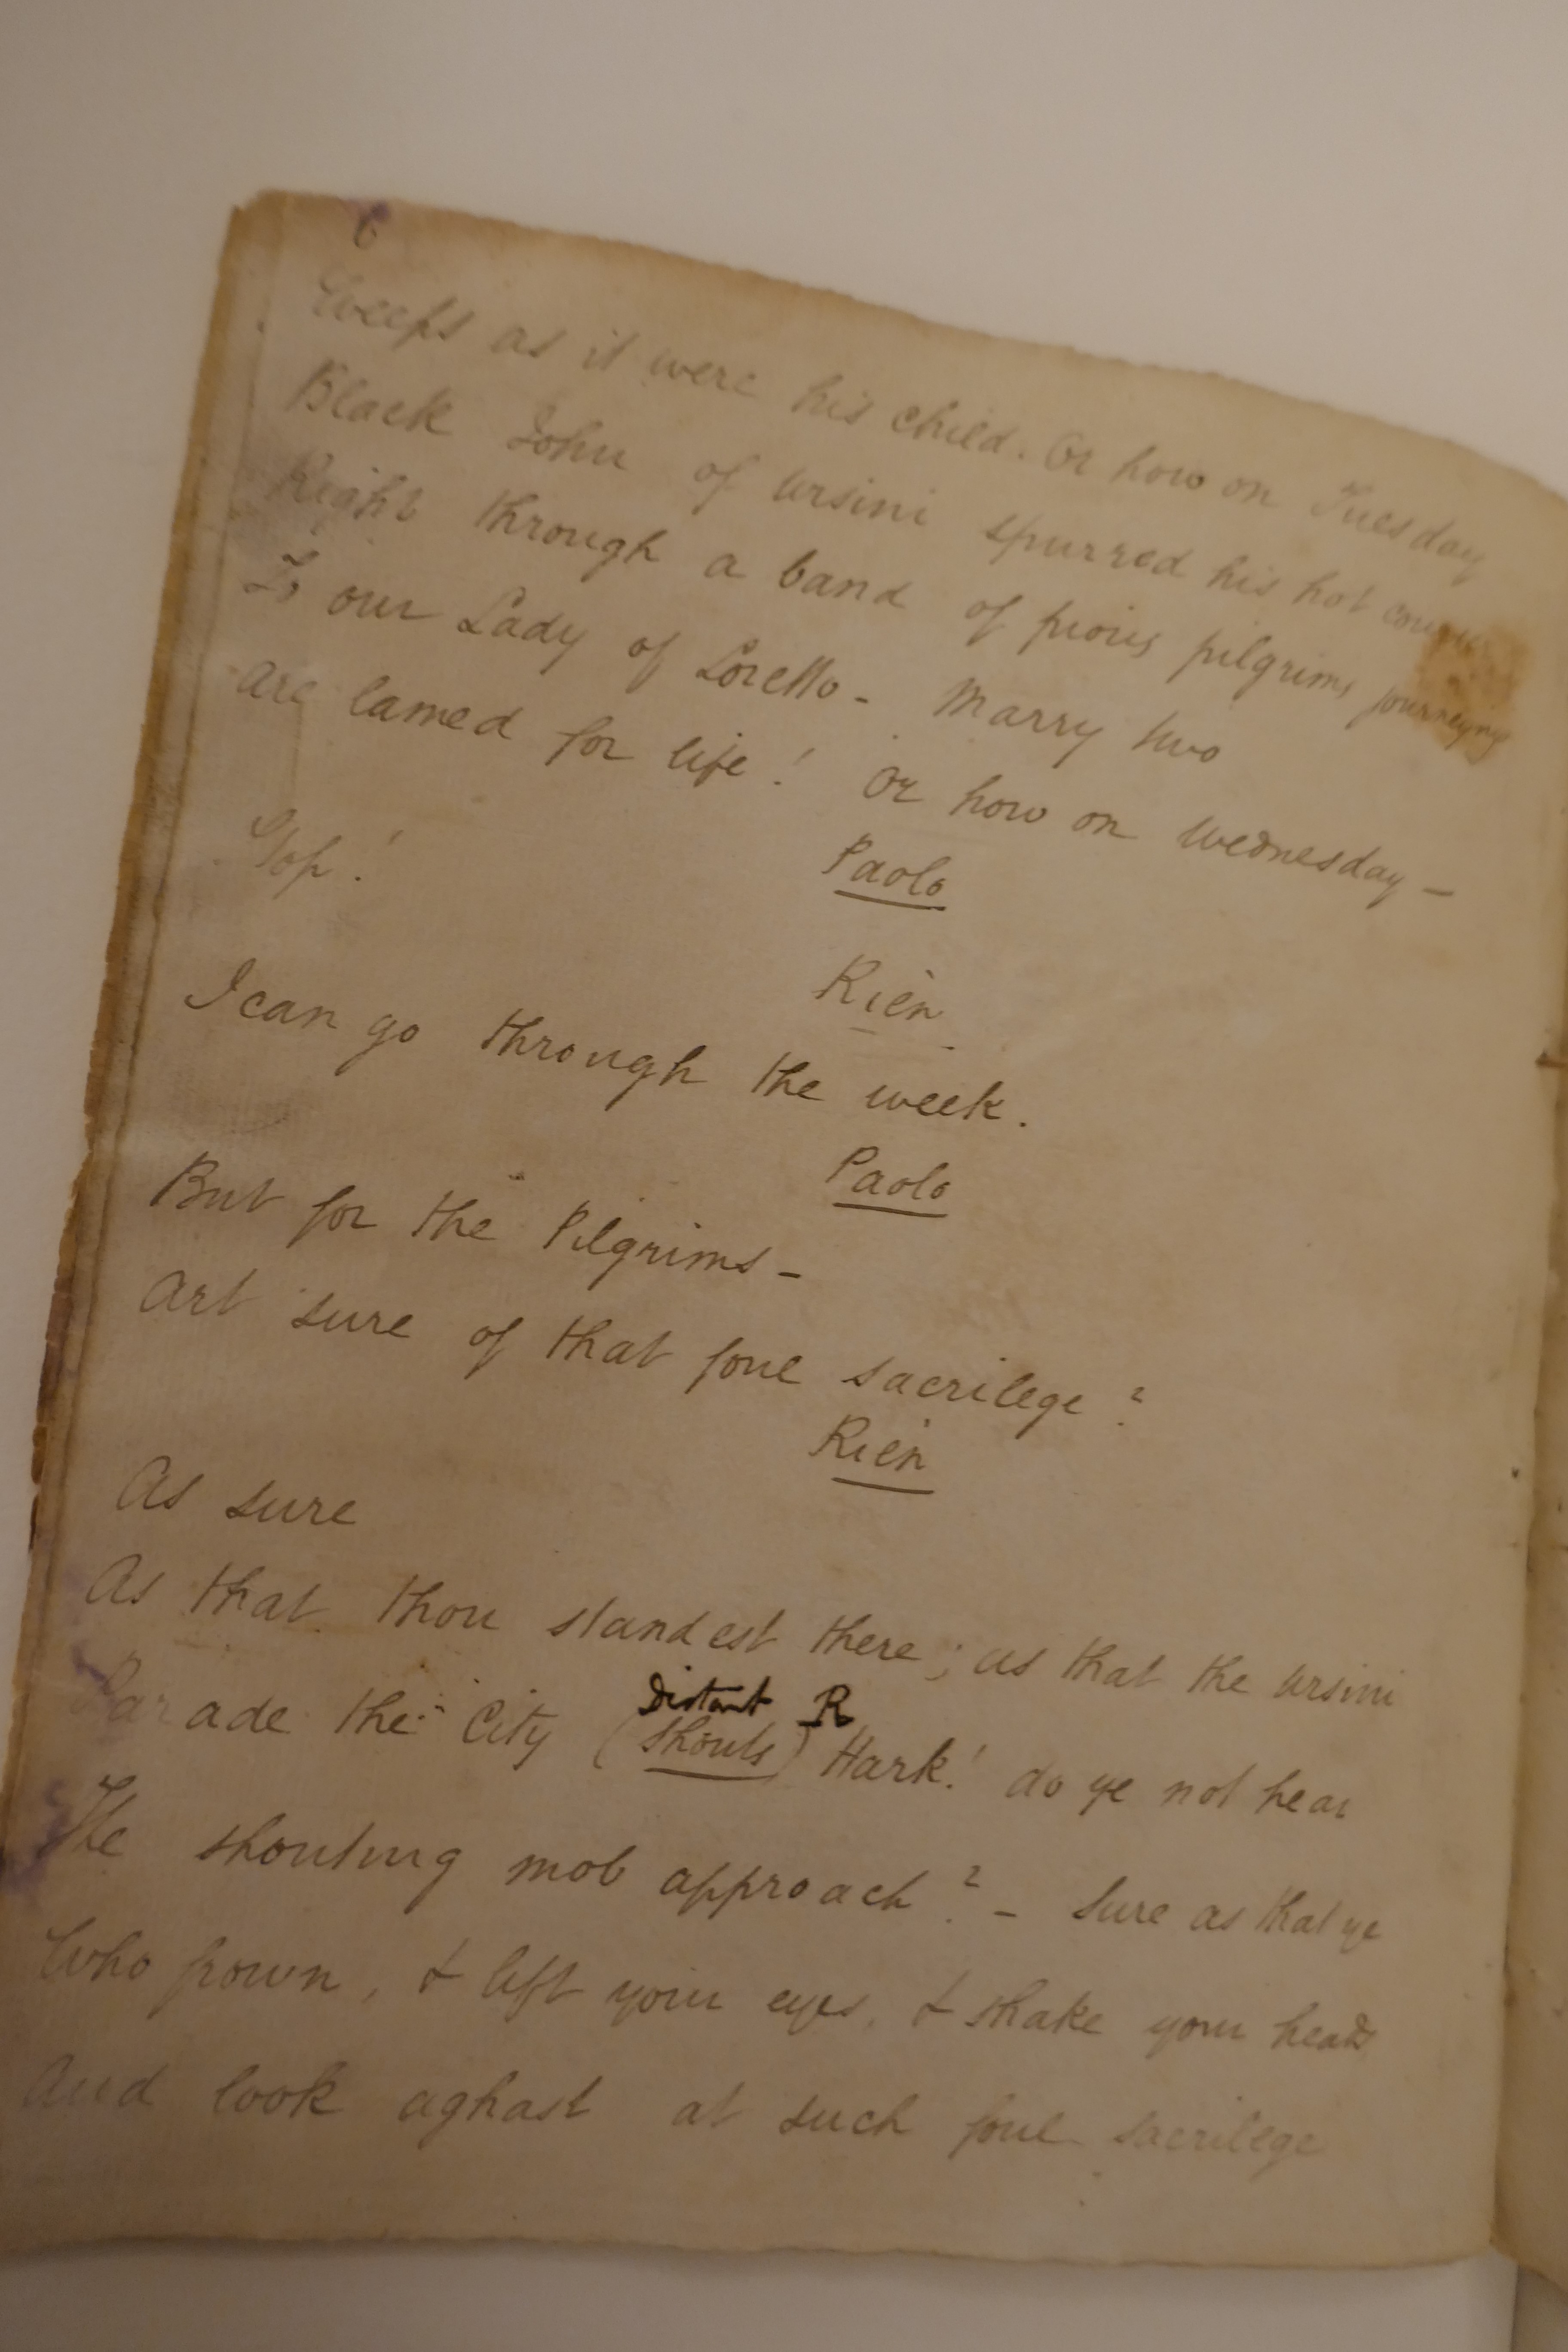 6
Weeps as it were his child. Or how on Tuesday
Black John of Ursini spurred his hot courser
Right through a band of pious pilgrims journeying
To our Lady of Loretto - Marry two
Are lamed for life! Or how on Wednesday -
Paolo
Stop!
Rien
I can go through the week.
Paolo
But for the Pilgrims -
Art sure of that foul sacrilege?
Rien
As sure
As that thou standest there; as that the Ursini
Distant R
Parade the City (Shouts) Hark! do ye not hear
The shouting mob approach? - Sure as that ye
Who frown, & lift your eyes, & shake your heads
And look aghast at such foul sacrilege